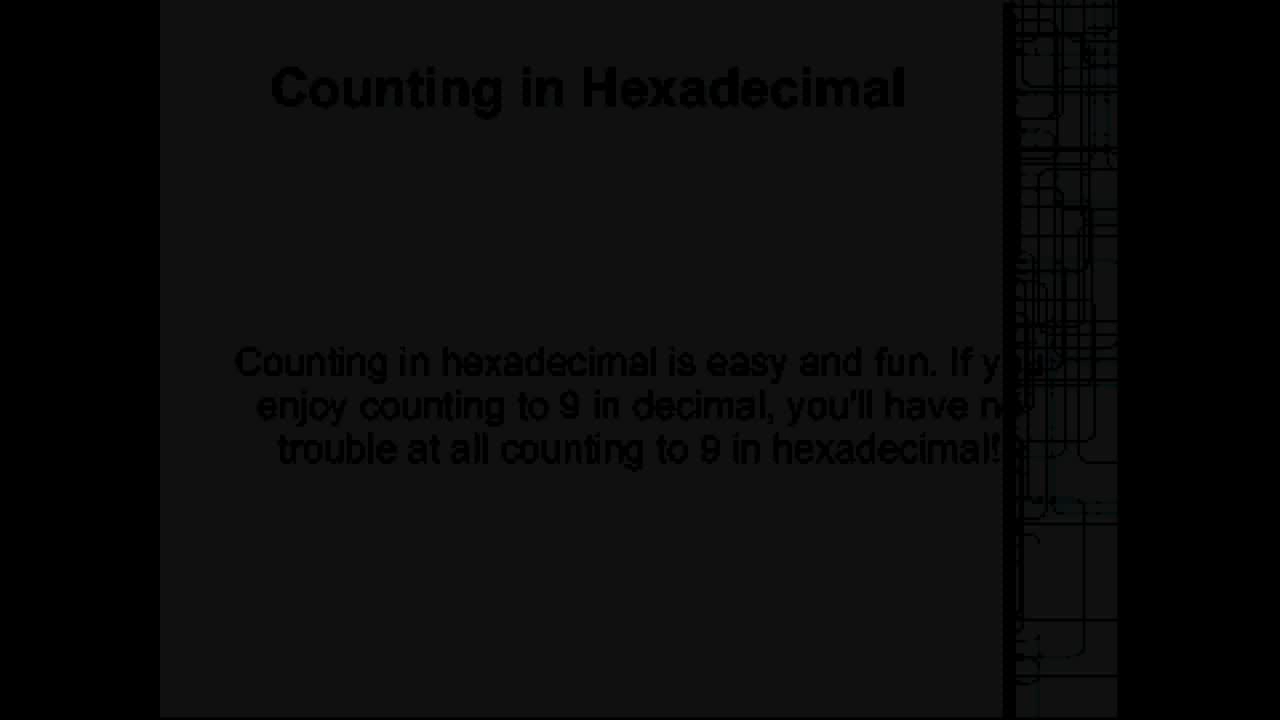 Counting in Hexadecimal
Counting in hexadecimal is easy and fun. If you
enjoy counting to 9 in decimal, you'll have no
trouble at all counting to 9 in hexadecimal!